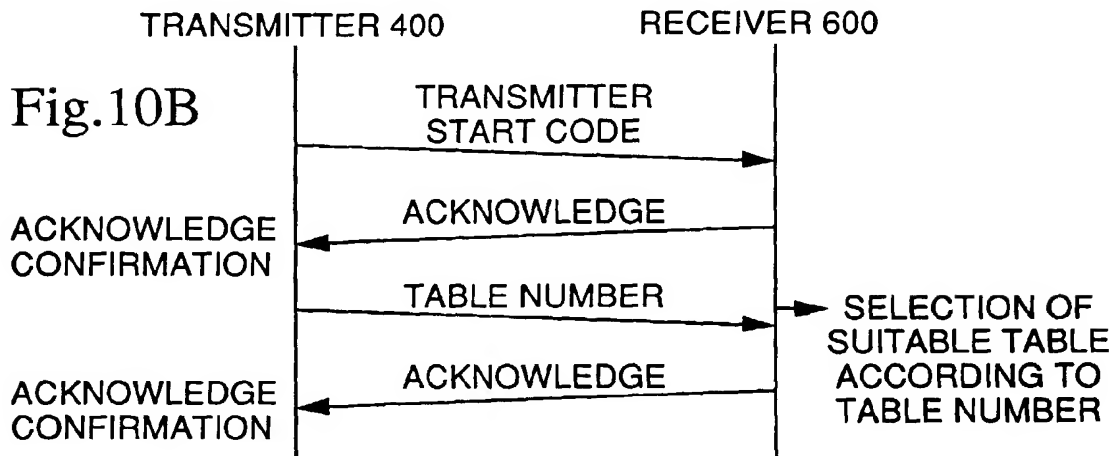 TRANSMITTER 400
RECEIVER 600
Fig.10B
TRANSMITTER
START CODE
ACKNOWLEDGE
ACKNOWLEDGE
CONFIRMATION
TABLE NUMBER
SELECTION OF
SUITABLE TABLE
ACCORDING TO
TABLE NUMBER
ACKNOWLEDGE
ACKNOWLEDGE
CONFIRMATION